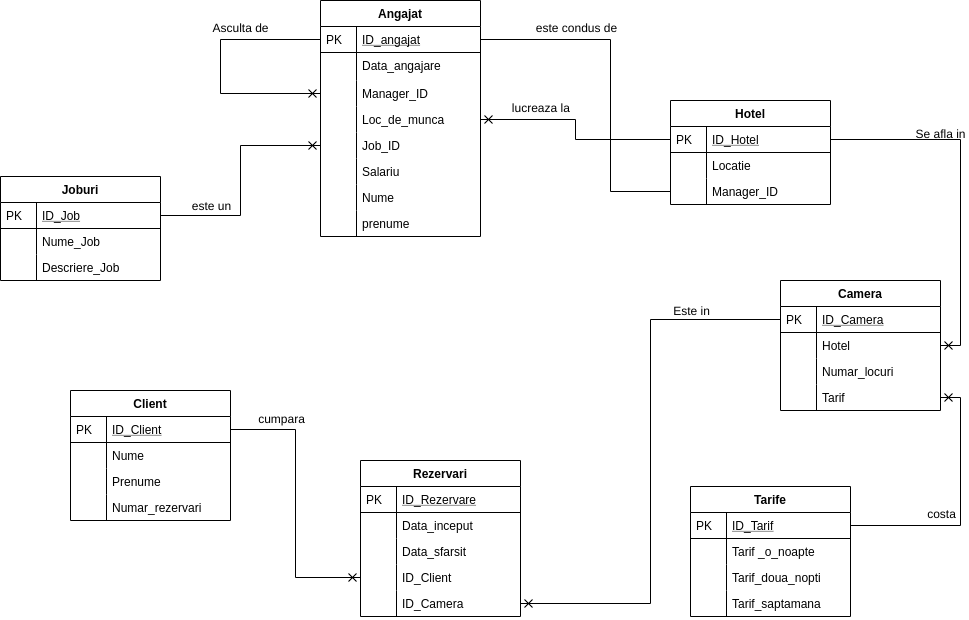 Angajat
PK ID_angajat
Data_angajare
Manager_ID
Loc_de_munca
Job_ID
Salariu
Nume
prenume
Asculta de
este condus de
lucreaza la
Hotel
PK ID_Hotel
Locatie
Manager_ID
Se afla in
Joburi
PK ID_Job
Nume_Job
Descriere_Job
este un
Camera
PK ID_Camera
Hotel
Numar_locuri
Tarif
Este in
Client
PK ID_Client
Nume
Prenume
Numar_rezervari
cumpara
Rezervari
PK ID_Rezervare
Data_inceput
Data_sfarsit
ID_Client
ID_Camera
Tarife
PK ID_Tarif
Tarif _o_noapte
Tarif_doua_nopti
Tarif_saptamana
costa